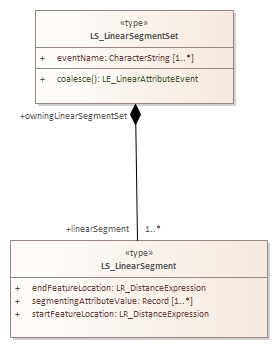 «type»
LS_LinearSegmentSet
+ eventName: CharacterString [1..*]
+ coalesce(): LE_LinearAttributeEvent
+owningLinearSegmentSet
+linearSegment 1..*
«type»
LS_LinearSegment
+ endFeatureLocation: LR_DistanceExpression
+ segmentingAttributeValue: Record [1..*]
+ startFeatureLocation: LR_DistanceExpression